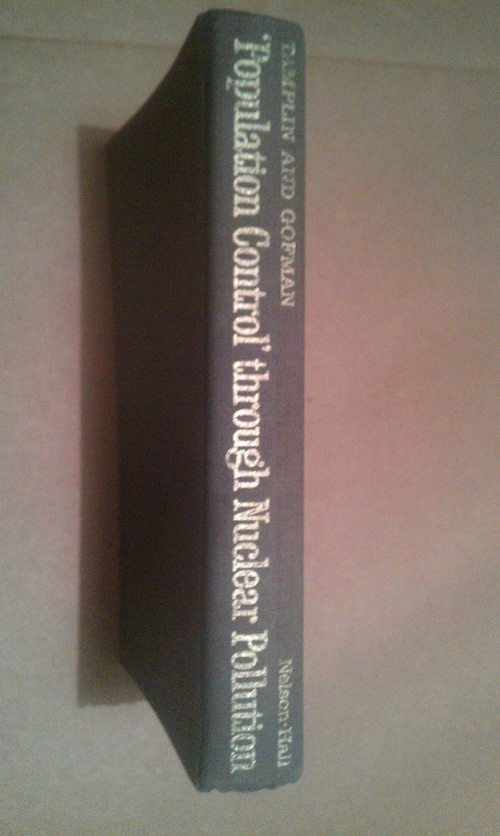 TAMPLIN AND GOFMAN
'Population Control' through Nuclear Pollution
Nelson-Hall